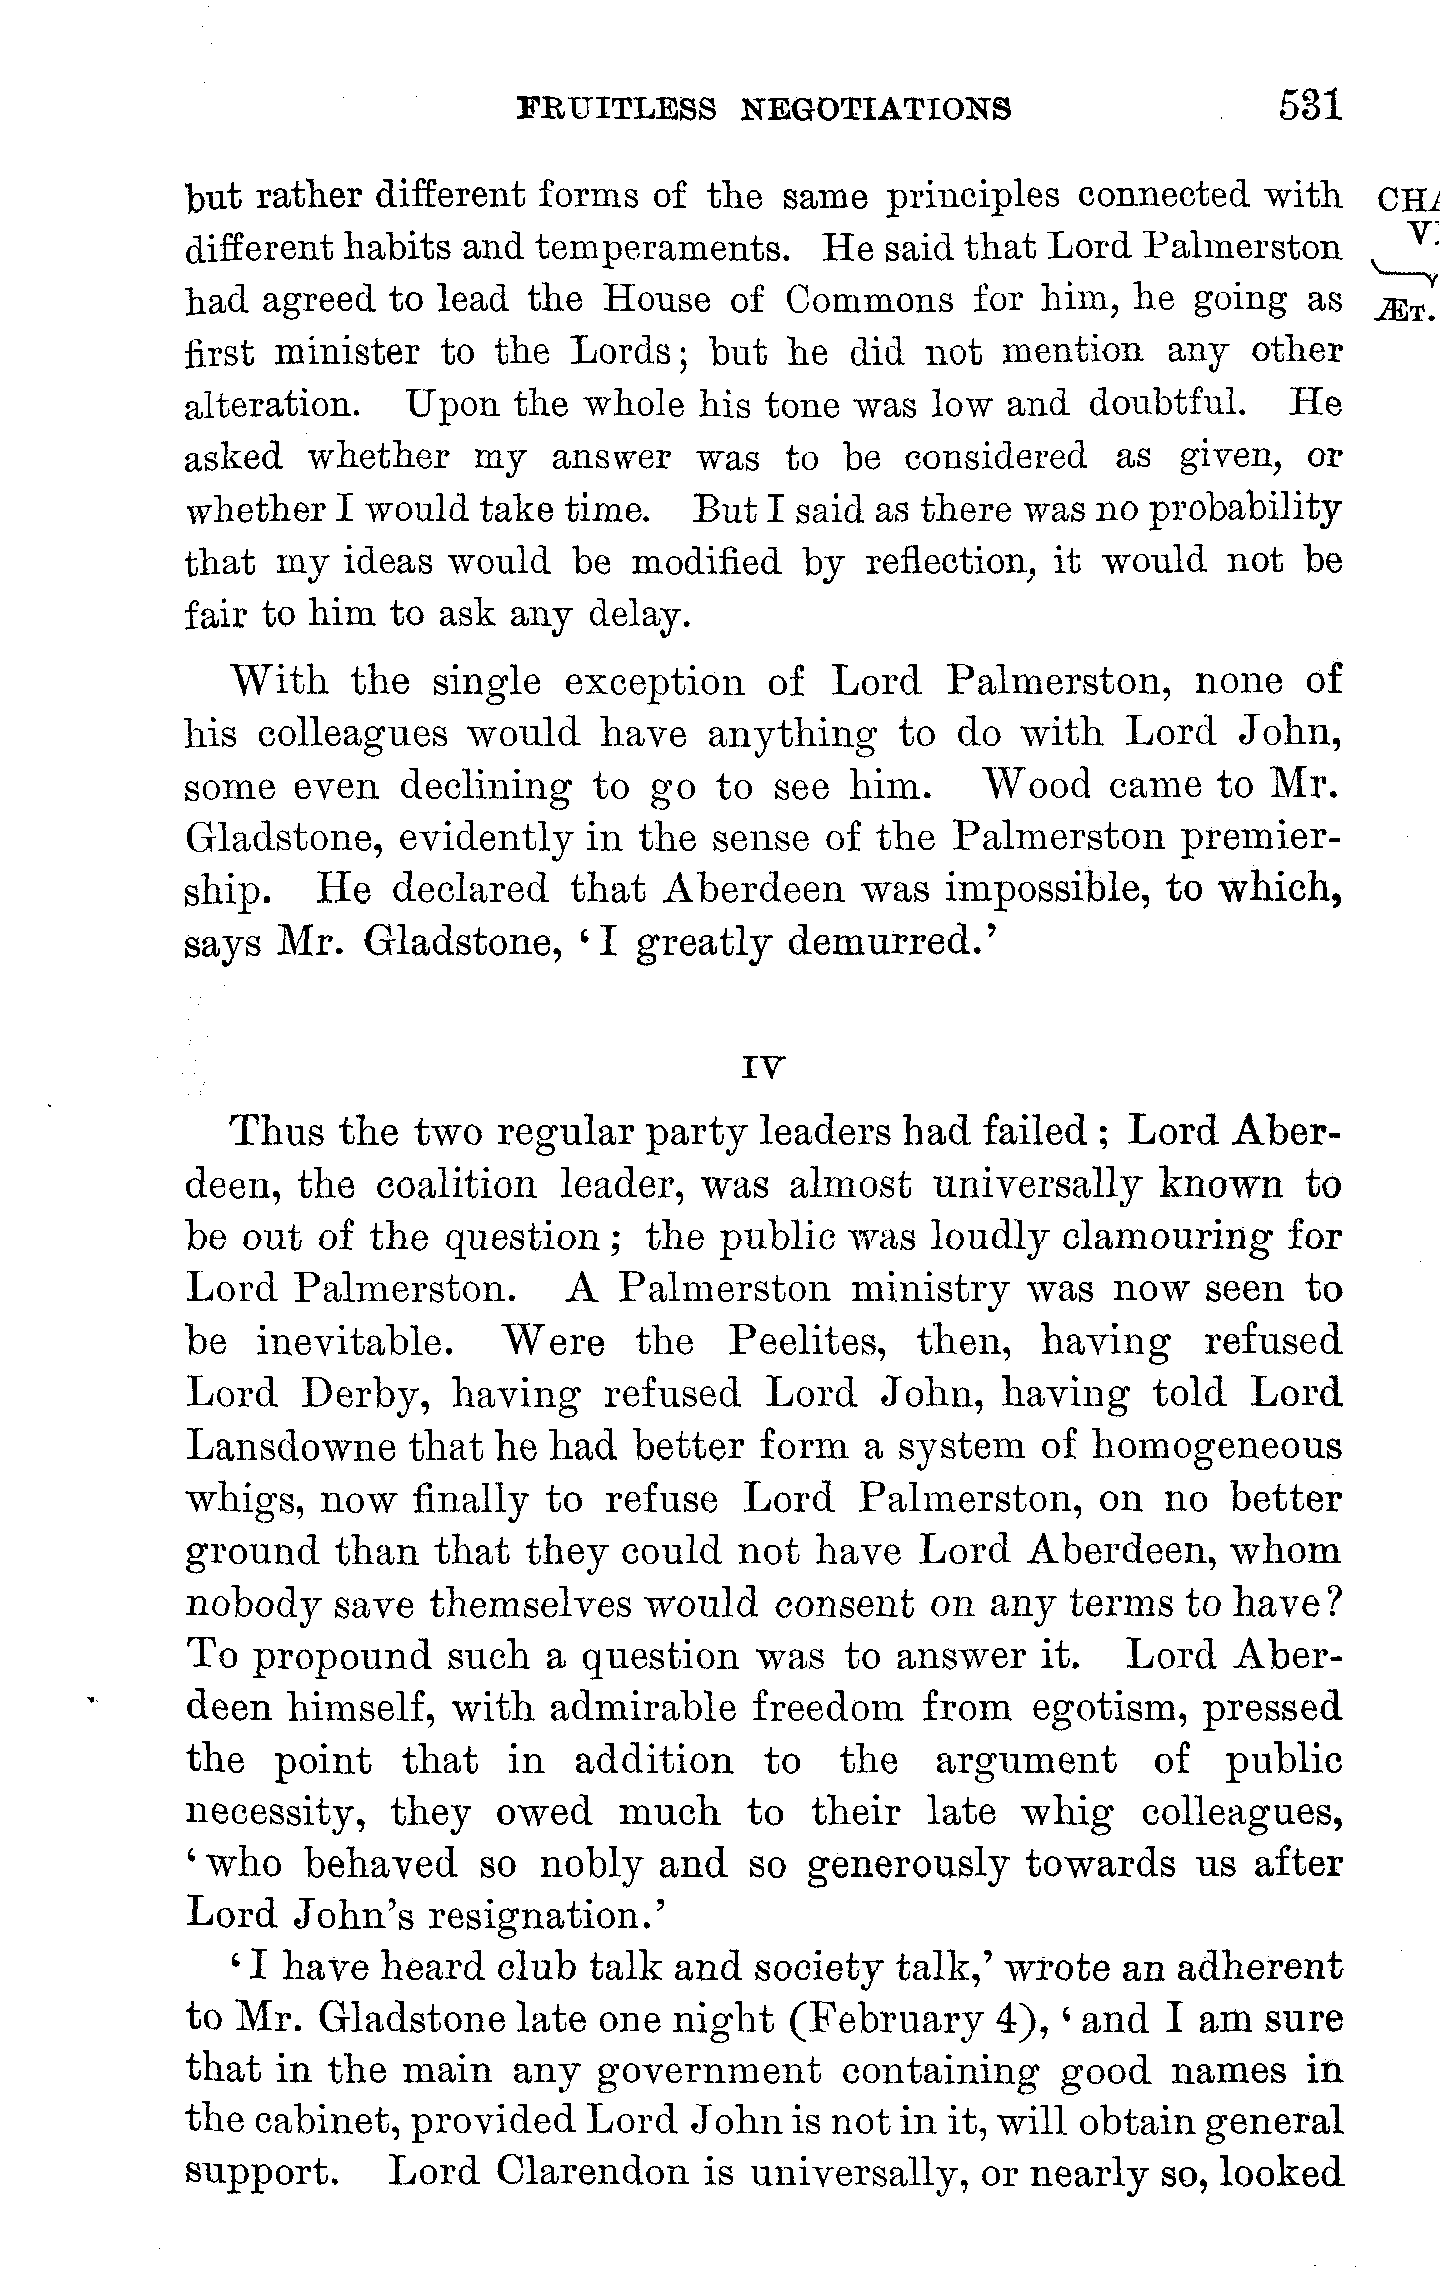 FRUITLESS NEGOTIATIONS 531
but rather different forms of the same principles connected with
different habits and temperaments. He said that Lord Palmerston
had agreed to lead the House of Commons for him, he going as
first minister to the Lords; but he did not mention any other
alteration. Upon the whole his tone was low and doubtful. He
asked whether my answer was to be considered as given, or
whether I would take time. But I said as there was no probability
that my ideas would be modified by reflection, it would not be
fair to him to ask any delay.
With the single exception of Lord Palmerston, none of
his colleagues would have anything to do with Lord John,
some even declining to go to see him. Wood came to Mr.
Gladstone, evidently in the sense of the Palmerston premier-
ship. He declared that Aberdeen was impossible, to which,
says Mr. Gladstone, ‘I greatly demurred.’
IV
Thus the two regular party leaders had failed; Lord Aber-
deen, the coalition leader, was almost universally known to
be out of the question; the public was loudly clamouring for
Lord Palmerston. A Palmerston ministry was now seen to
be inevitable. Were the Peelites, then, having refused
Lord Derby, having refused Lord John, having told Lord
Lansdowne that he had better form a system of homogeneous
whigs, now finally to refuse Lord Palmerston, on no better
ground than that they could not have Lord Aberdeen, whom
nobody save themselves would consent on any terms to have?
To propound such a question was to answer it. Lord Aber-
deen himself, with admirable freedom from egotism, pressed
the point that in addition to the argument of public
necessity, they owed much to their late whig colleagues,
‘who behaved so nobly and so generously towards us after
Lord John’s resignation.’
‘I have heard club talk and society talk,’ wrote an adherent
to Mr. Gladstone late one night (February 4), ‘and I am sure
that in the main any government containing good names in
the cabinet, provided Lord John is not in it, will obtain general
support. Lord Clarendon is universally, or nearly so, looked
ÆT.